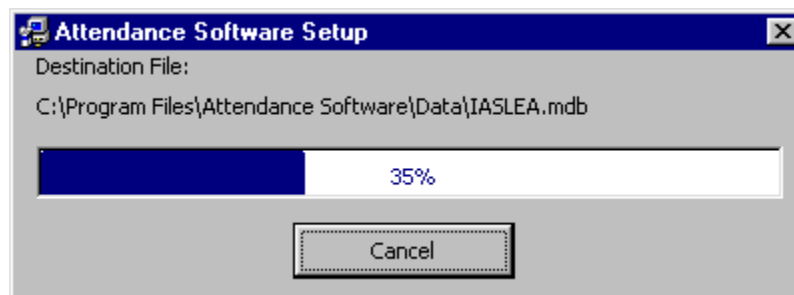 Attendance Software Setup
Destination File:
C:\Program Files\Attendance Software\Data\IASLEA.mdb
35%
Cancel